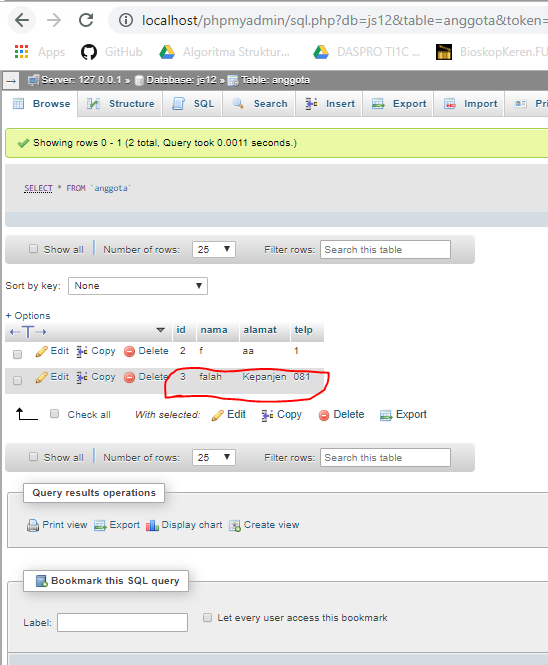 localhost/phpmyadmin/sql.php?db=js12&table=anggota&token=
Apps GitHub Algoritma Struktur... DASPRO TI1C ... BioskopKeren.FU
Server: 127.0.0.1 » Database: js12 » Table: anggota
Browse Structure SQL Search Insert Export Import Pri
Showing rows 0 - 1 (2 total, Query took 0.0011 seconds.)
SELECT * FROM `anggota`
Show all Number of rows: 25 Filter rows: Search this table
Sort by key: None
+ Options
←T→ id nama alamat telp
Edit Copy Delete 2 f aa 1
Edit Copy Delete 3 falah Kepanjen 081
Check all With selected: Edit Copy Delete Export
Show all Number of rows: 25 Filter rows: Search this table
Query results operations
Print view Export Display chart Create view
Bookmark this SQL query
Label: Let every user access this bookmark